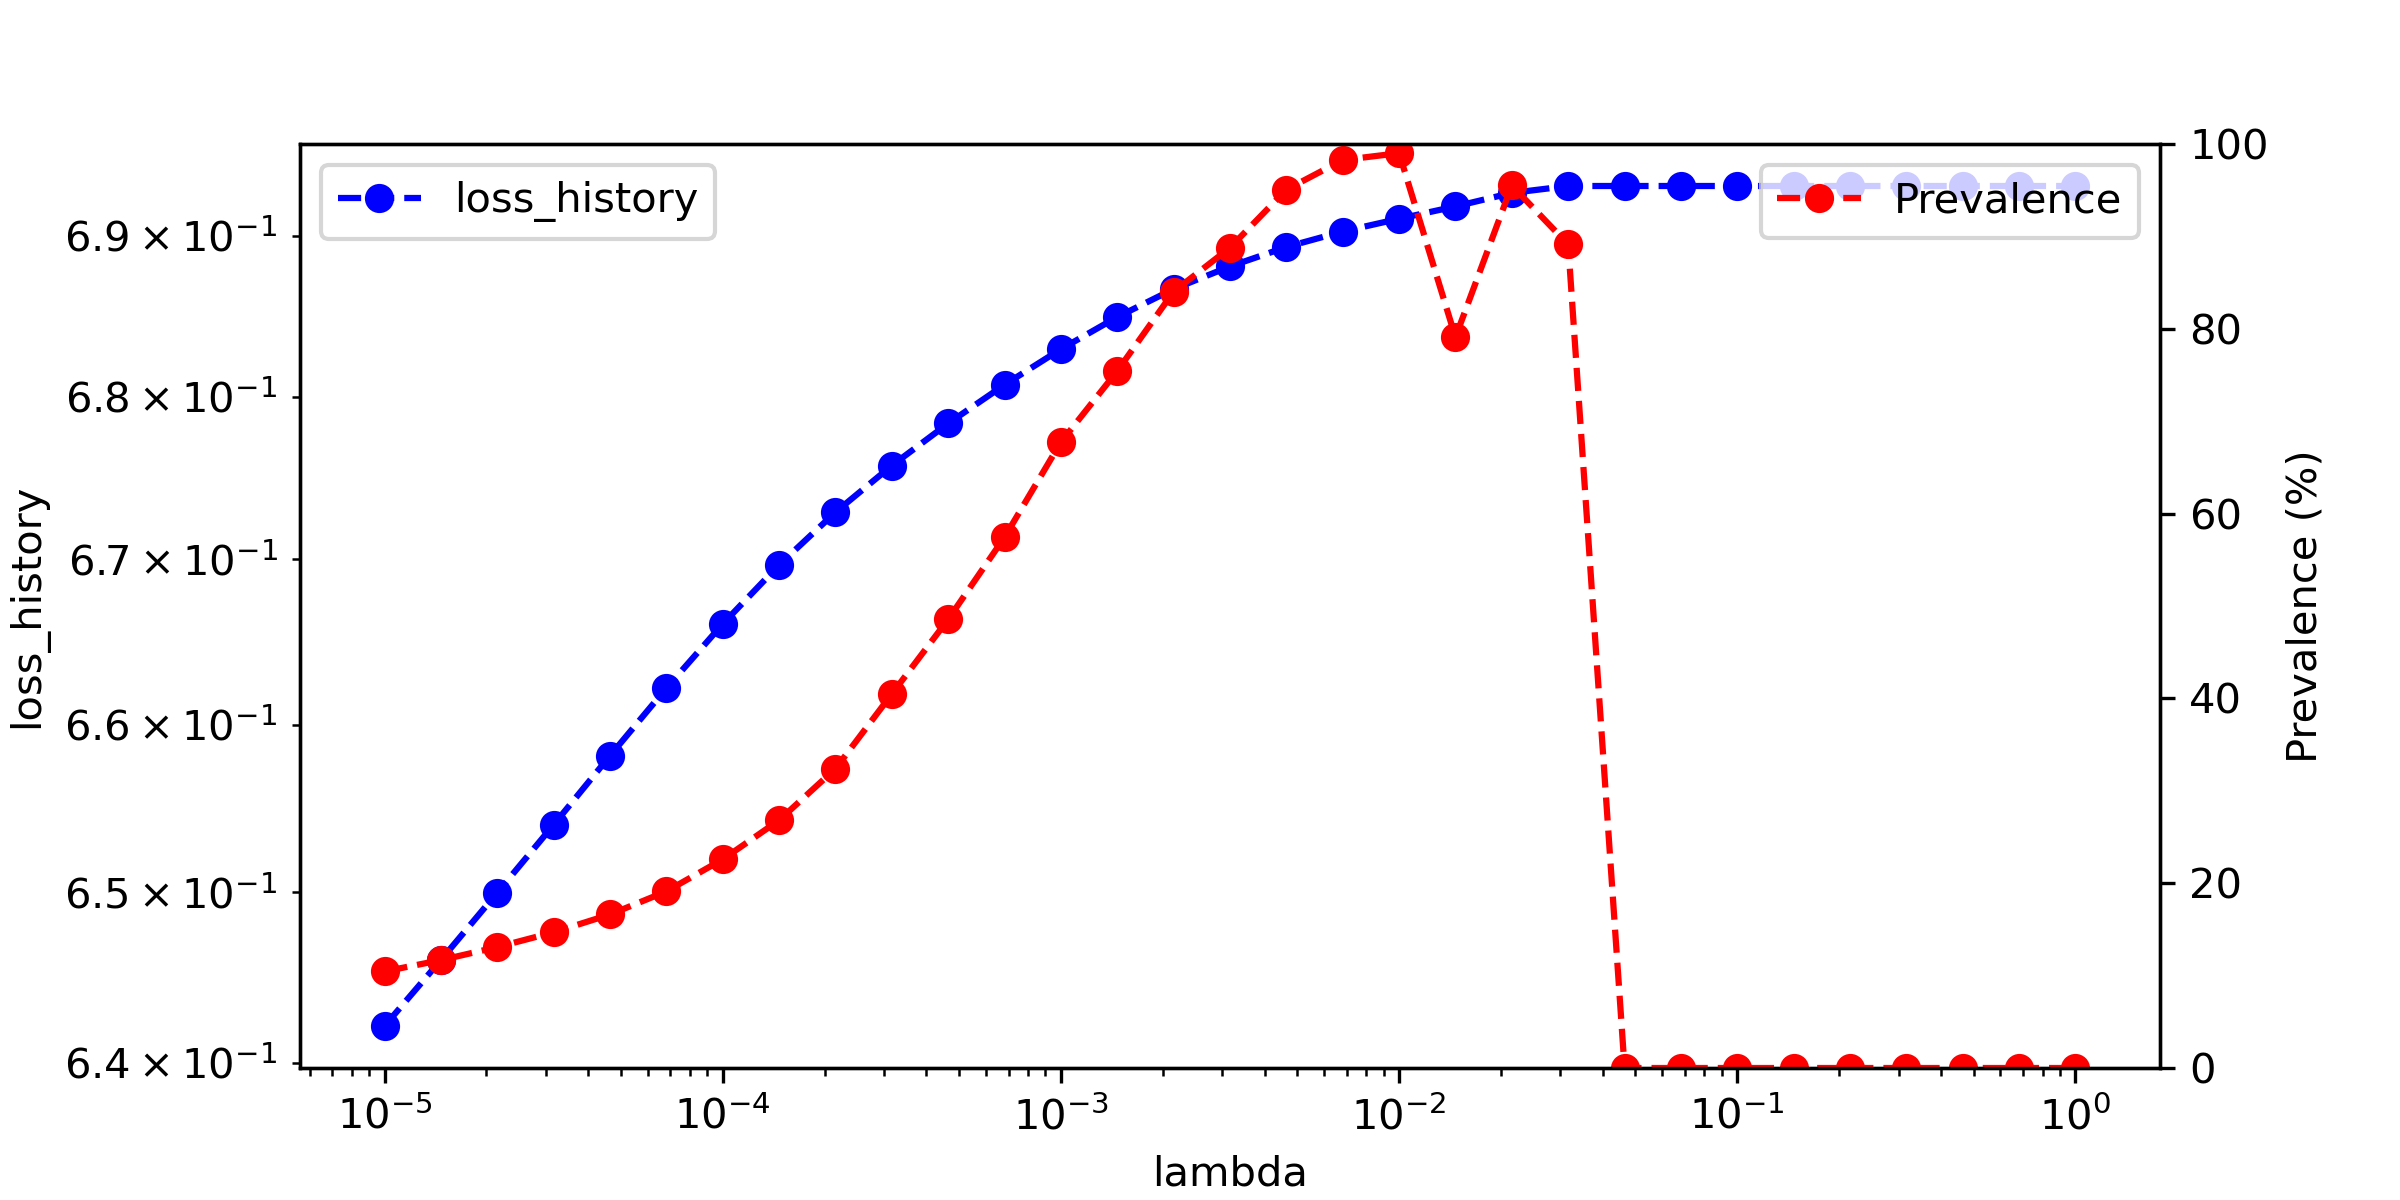 loss_history
Prevalence
6.9 × 10⁻¹
6.8 × 10⁻¹
6.7 × 10⁻¹
6.6 × 10⁻¹
6.5 × 10⁻¹
6.4 × 10⁻¹
loss_history
100
80
60
40
20
0
Prevalence (%)
10⁻⁵
10⁻⁴
10⁻³
10⁻²
10⁻¹
10⁰
lambda